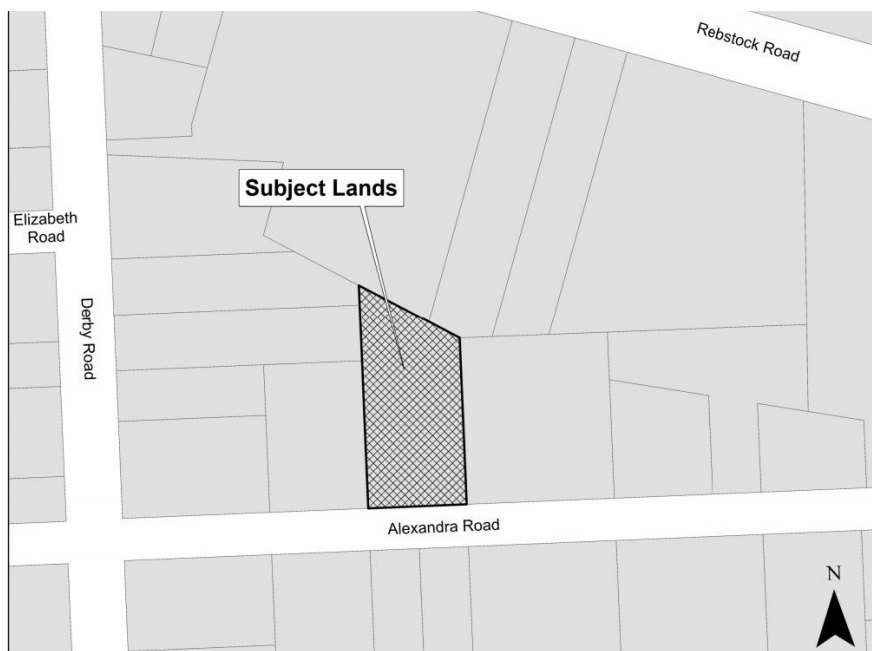 Rebstock Road
Subject Lands
Elizabeth
Road
Derby Road
Alexandra Road
N